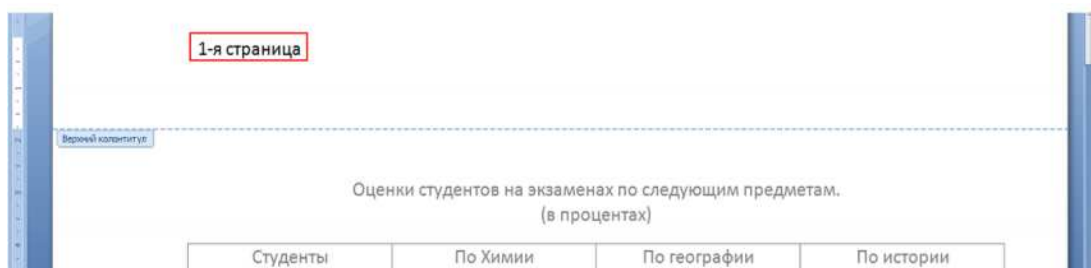 1-я страница
Верхний колонтитул
Оценки студентов на экзаменах по следующим предметам.
(в процентах)
Студенты По Химии По географии По истории